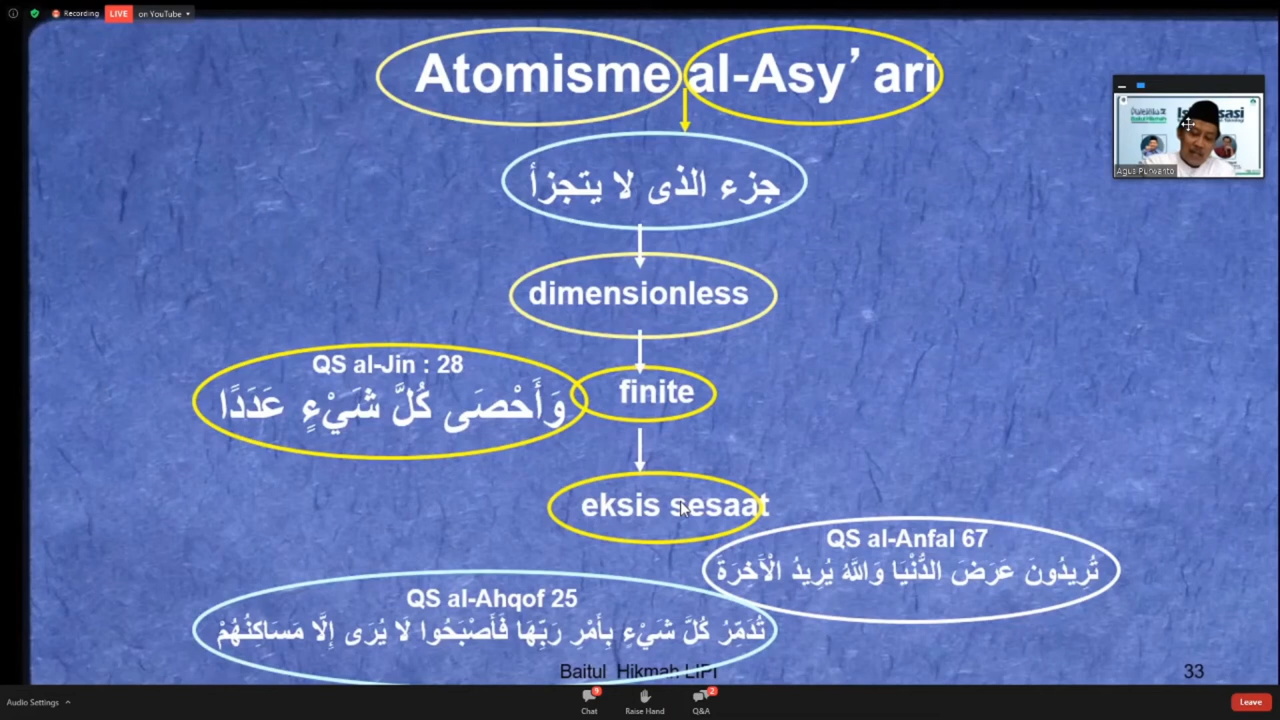 Recording
LIVE
on YouTube
Atomisme al-Asy’ari
جزء الذى لا يتجزأ
Agus Purwanto
dimensionless
QS al-Jin : 28
وَأَحْصَى كُلَّ شَيْءٍ عَدَدًا
finite
eksis sesaat
QS al-Anfal 67
تُرِيدُونَ عَرَضَ الدُّنْيَا وَاللَّهُ يُرِيدُ الْآخِرَةَ
QS al-Ahqof 25
تُدَمِّرُ كُلَّ شَيْءٍ بِأَمْرِ رَبِّهَا فَأَصْبَحُوا لَا يُرَى إِلَّا مَسَاكِنُهُمْ
Baitul Hikmah LIPI
33
Audio Settings
9
Chat
Raise Hand
2
Q&A
Leave